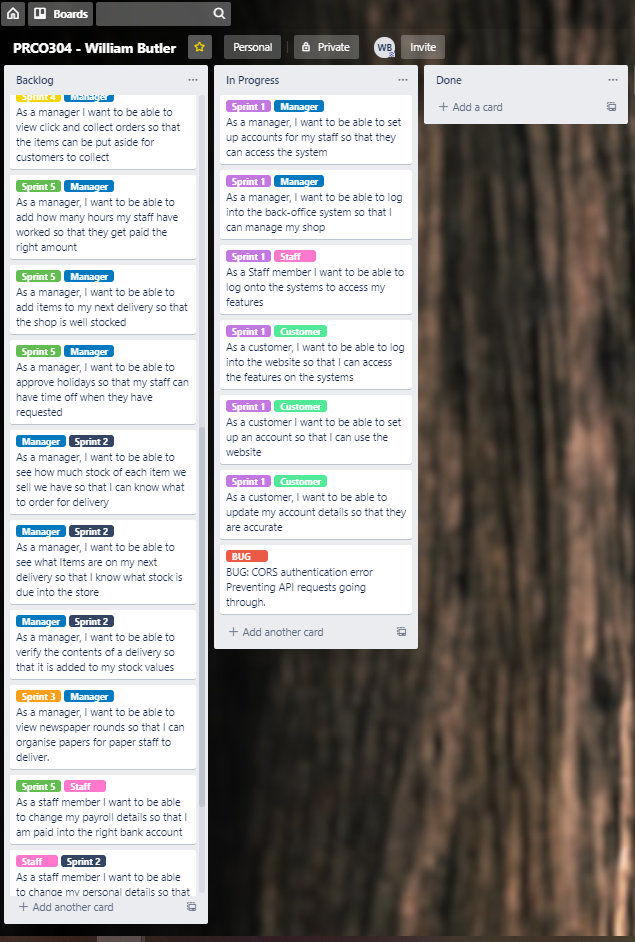 Boards
PRCO304 - William Butler
Personal
Private
WB
Invite
Backlog
Sprint 4 Manager
As a manager I want to be able to
view click and collect orders so that
the items can be put aside for
customers to collect
Sprint 5 Manager
As a manager, I want to be able to
add how many hours my staff have
worked so that they get paid the
right amount
Sprint 5 Manager
As a manager, I want to be able to
add items to my next delivery so that
the shop is well stocked
Sprint 5 Manager
As a manager, I want to be able to
approve holidays so that my staff can
have time off when they have
requested
Manager Sprint 2
As a manager, I want to be able to
see how much stock of each item we
sell we have so that I can know what
to order for delivery
Manager Sprint 2
As a manager, I want to be able to
see what Items are on my next
delivery so that I know what stock is
due into the store
Manager Sprint 2
As a manager, I want to be able to
verify the contents of a delivery so
that it is added to my stock values
Sprint 3 Manager
As a manager, I want to be able to
view newspaper rounds so that I can
organise papers for paper staff to
deliver.
Sprint 5 Staff
As a staff member I want to be able
to change my payroll details so that I
am paid into the right bank account
Staff Sprint 2
As a staff member I want to be able
to change my personal details so that
+ Add another card
In Progress
Sprint 1 Manager
As a manager I want to be able to set
up accounts for my staff so that they
can access the system
Sprint 1 Manager
As a manager, I want to be able to log
into the back-office system so that I
can manage my shop
Sprint 1 Staff
As a Staff member I want to be able to
log onto the systems to access my
features
Sprint 1 Customer
As a customer, I want to be able to log
into the website so that I can access
the features on the systems
Sprint 1 Customer
As a customer I want to be able to set
up an account so that I can use the
website
Sprint 1 Customer
As a customer, I want to be able to
update my account details so that they
are accurate
BUG
BUG: CORS authentication error
Preventing API requests going
through.
+ Add another card
Done
+ Add a card